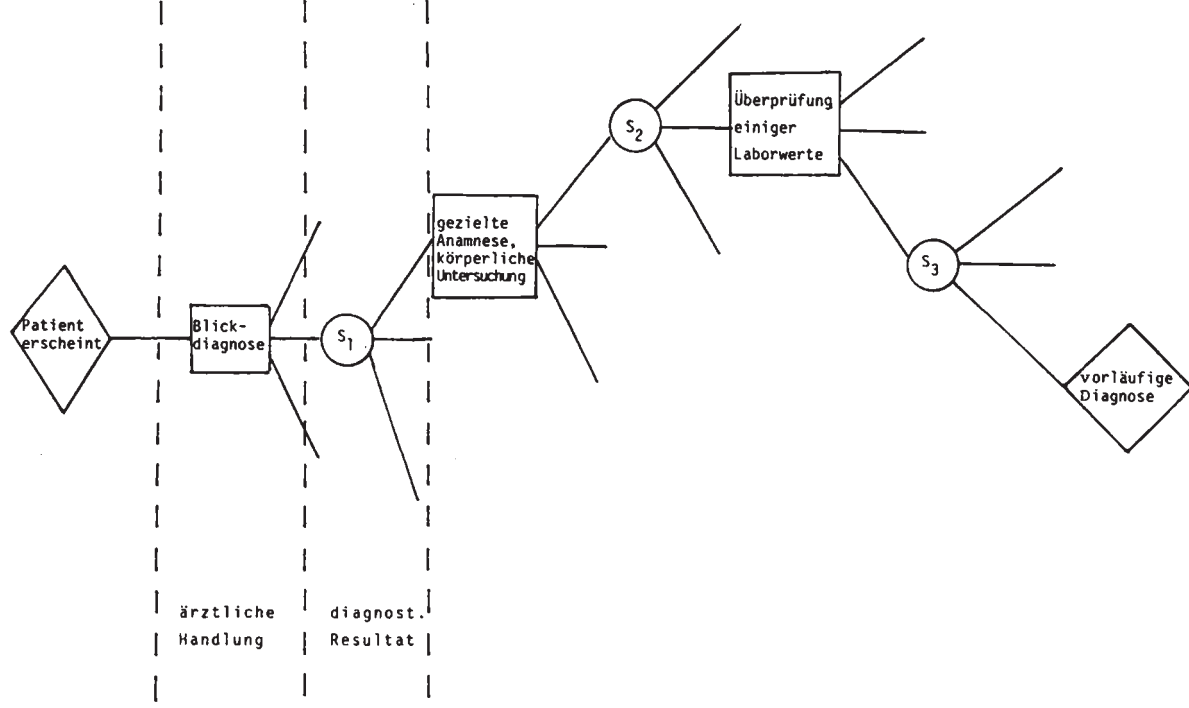 Patient
erscheint
Blick-
diagnose
S1
gezielte
Anamnese,
körperliche
Untersuchung
S2
Überprüfung
einiger
Laborwerte
S3
vorläufige
Diagnose
ärztliche
Handlung
diagnost.
Resultat